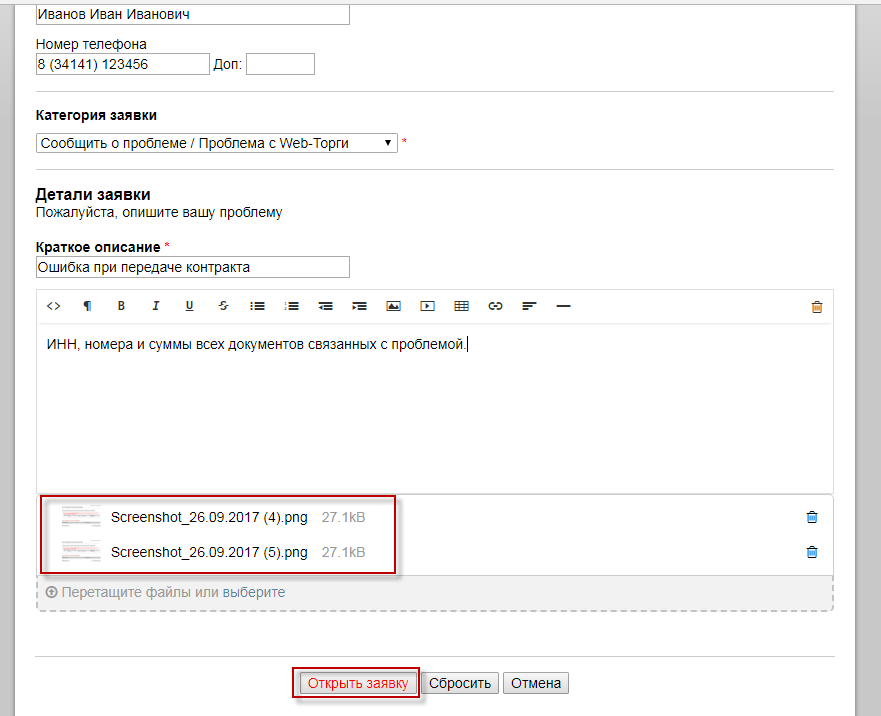 Иванов Иван Иванович
Номер телефона
8 (34141) 123456 Доп:
Категория заявки
Сообщить о проблеме / Проблема с Web-Торги *
Детали заявки
Пожалуйста, опишите вашу проблему
Краткое описание *
Ошибка при передаче контракта
ИНН, номера и суммы всех документов связанных с проблемой.
Screenshot_26.09.2017 (4).png 27.1kB
Screenshot_26.09.2017 (5).png 27.1kB
Перетащите файлы или выберите
Открыть заявку Сбросить Отмена